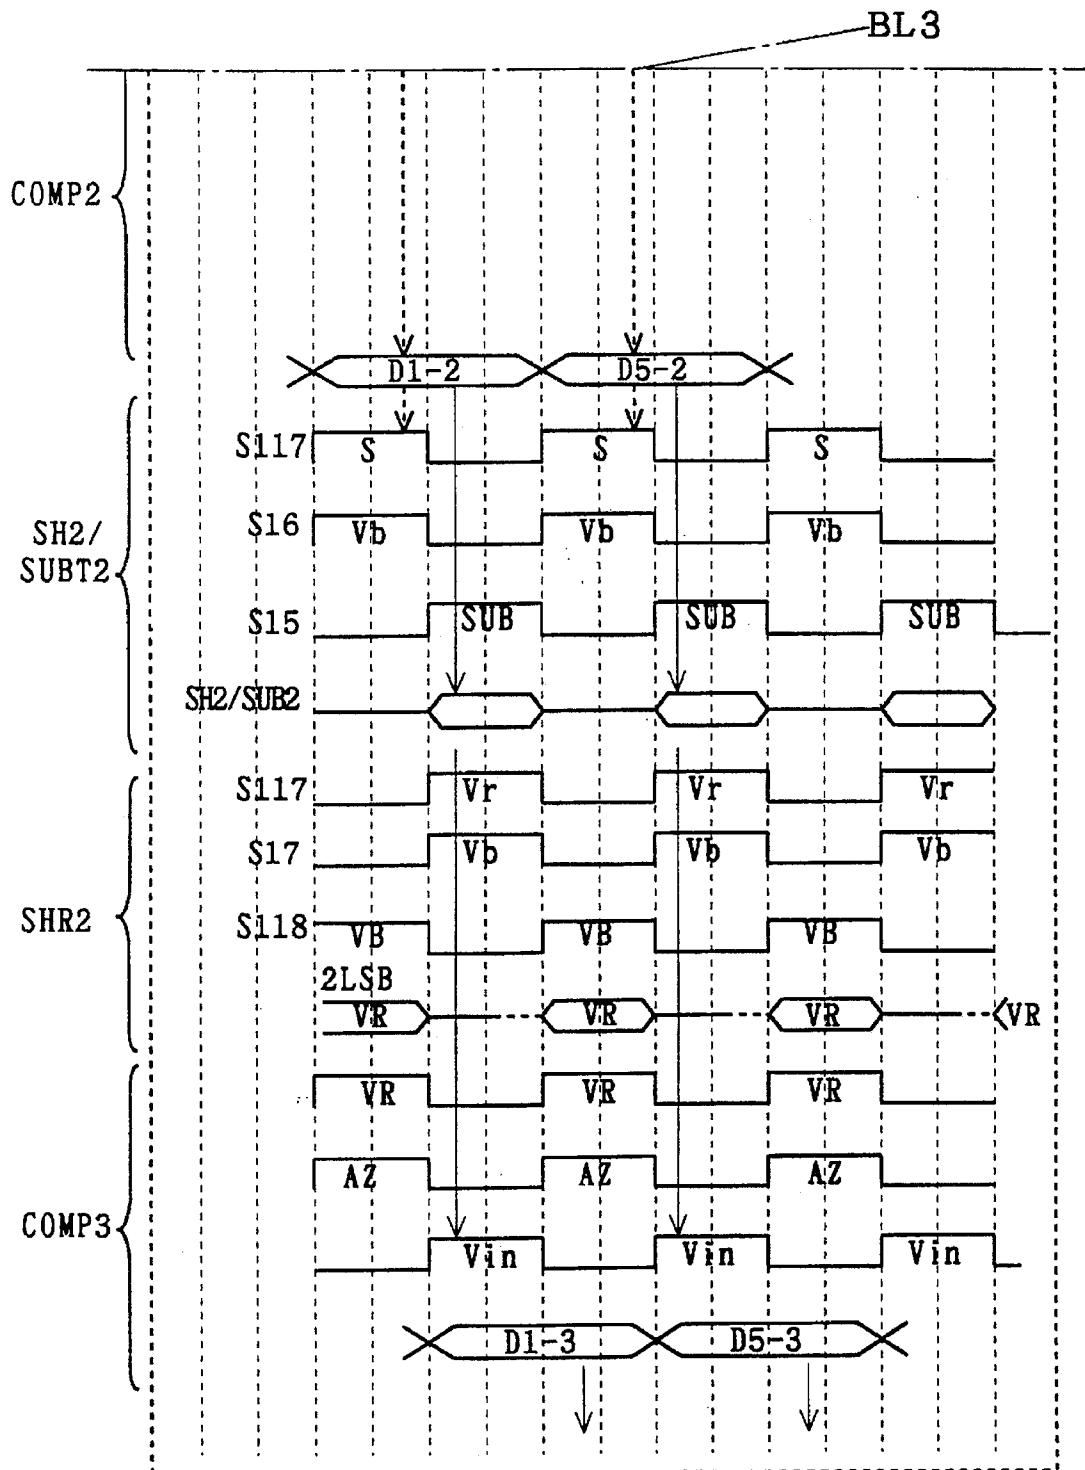 BL3
COMP2
D1-2 D5-2
S117 S S S
SH2/
SUBT2
S16 Vb Vb Vb
S15 SUB SUB SUB
SH2/SUB2
S117 Vr Vr Vr
S17 Vb Vb Vb
SHR2
S118 VB VB VB
2LSB
VR VR VR VR
VR VR VR
AZ AZ AZ
COMP3
Vin Vin Vin
D1-3 D5-3